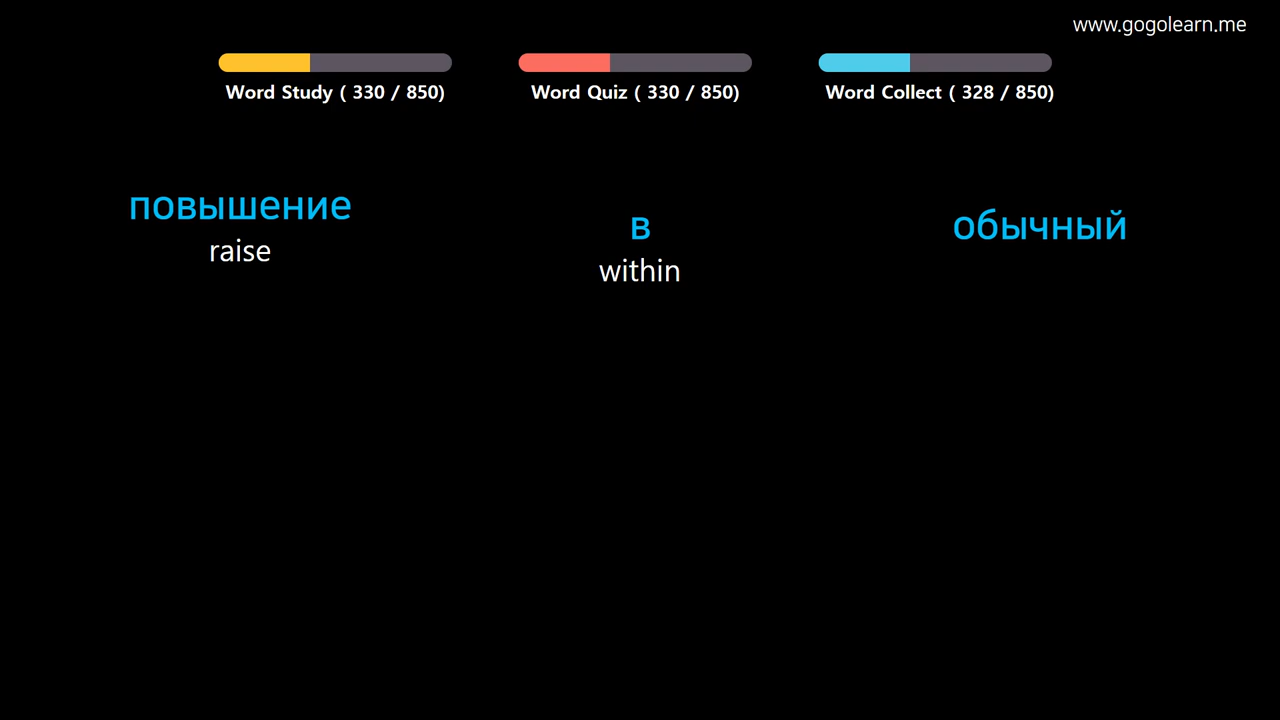 www.gogolearn.me
Word Study ( 330 / 850)
Word Quiz ( 330 / 850)
Word Collect ( 328 / 850)
повышение
raise
в
within
обычный